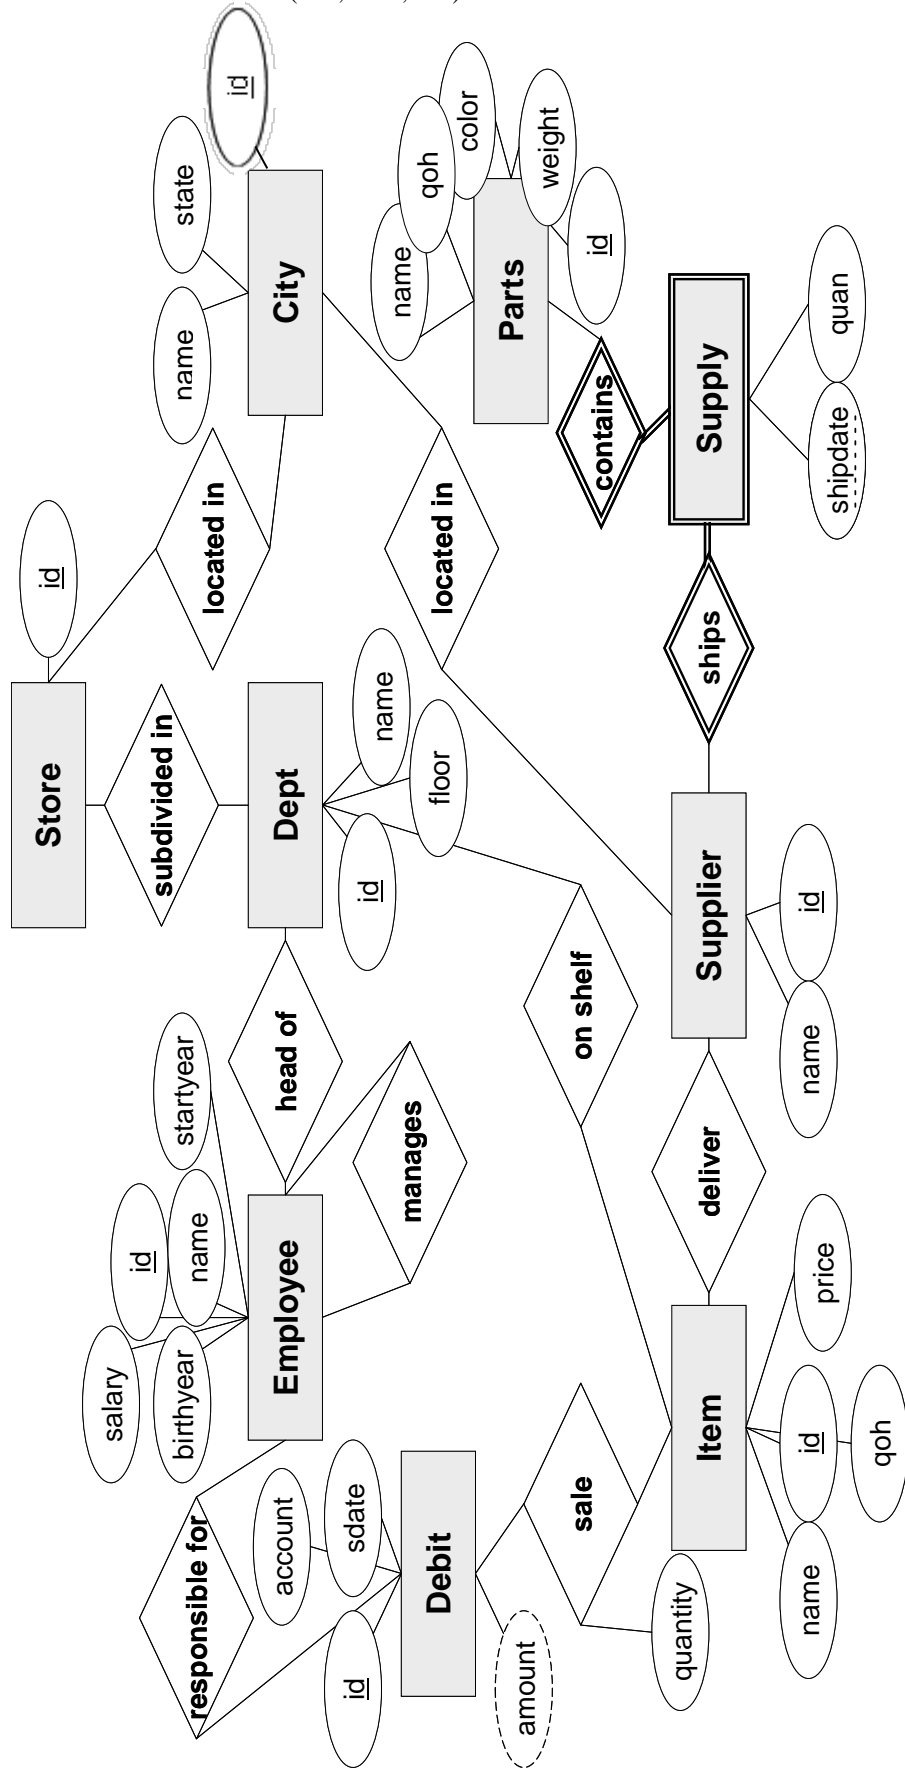 Store
id
salary
id
subdivided in
responsible for
birthyear
name
startyear
name
state
located in
id
account
Employee
head of
Dept
City
id
sdate
id
name
manages
name
Debit
floor
located in
qoh
color
amount
Parts
weight
sale
on shelf
contains
id
quantity
Item
deliver
Supplier
ships
Supply
name
id
price
name
id
shipdate
quan
qoh